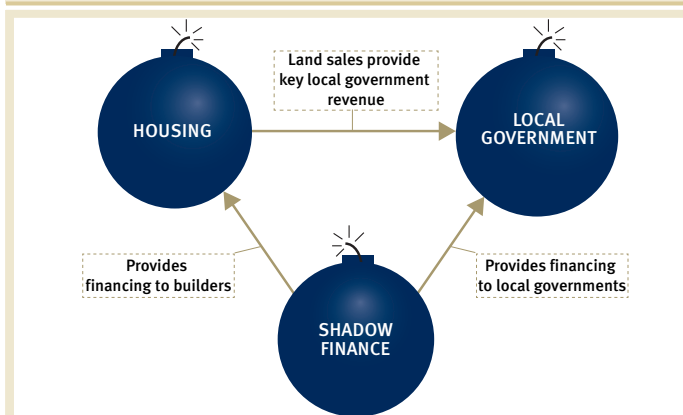 Land sales provide
key local government
revenue
HOUSING
LOCAL
GOVERNMENT
Provides
financing to builders
Provides financing
to local governments
SHADOW
FINANCE